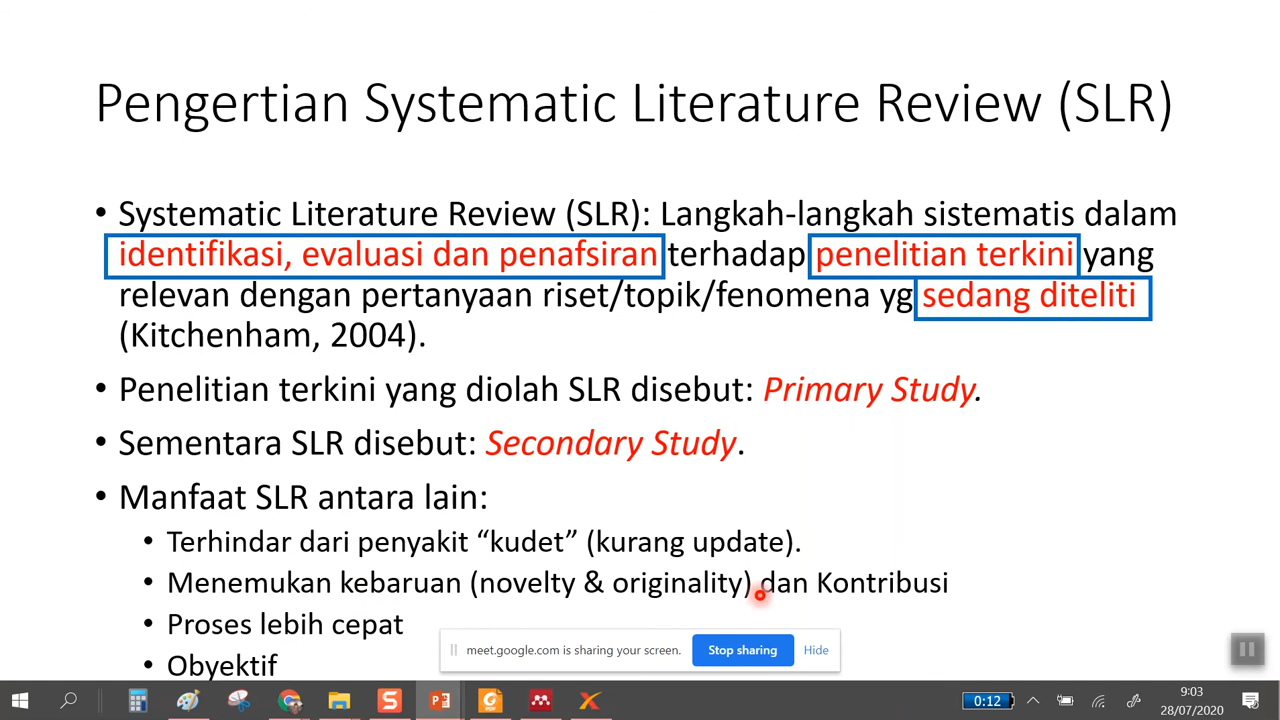 Pengertian Systematic Literature Review (SLR)
• Systematic Literature Review (SLR): Langkah-langkah sistematis dalam
identifikasi, evaluasi dan penafsiran terhadap penelitian terkini yang
relevan dengan pertanyaan riset/topik/fenomena yg sedang diteliti
(Kitchenham, 2004).
• Penelitian terkini yang diolah SLR disebut: Primary Study.
• Sementara SLR disebut: Secondary Study.
• Manfaat SLR antara lain:
• Terhindar dari penyakit “kudet” (kurang update).
• Menemukan kebaruan (novelty & originality) dan Kontribusi
• Proses lebih cepat
• Obyektif
meet.google.com is sharing your screen. Stop sharing Hide
0:12
9:03
28/07/2020